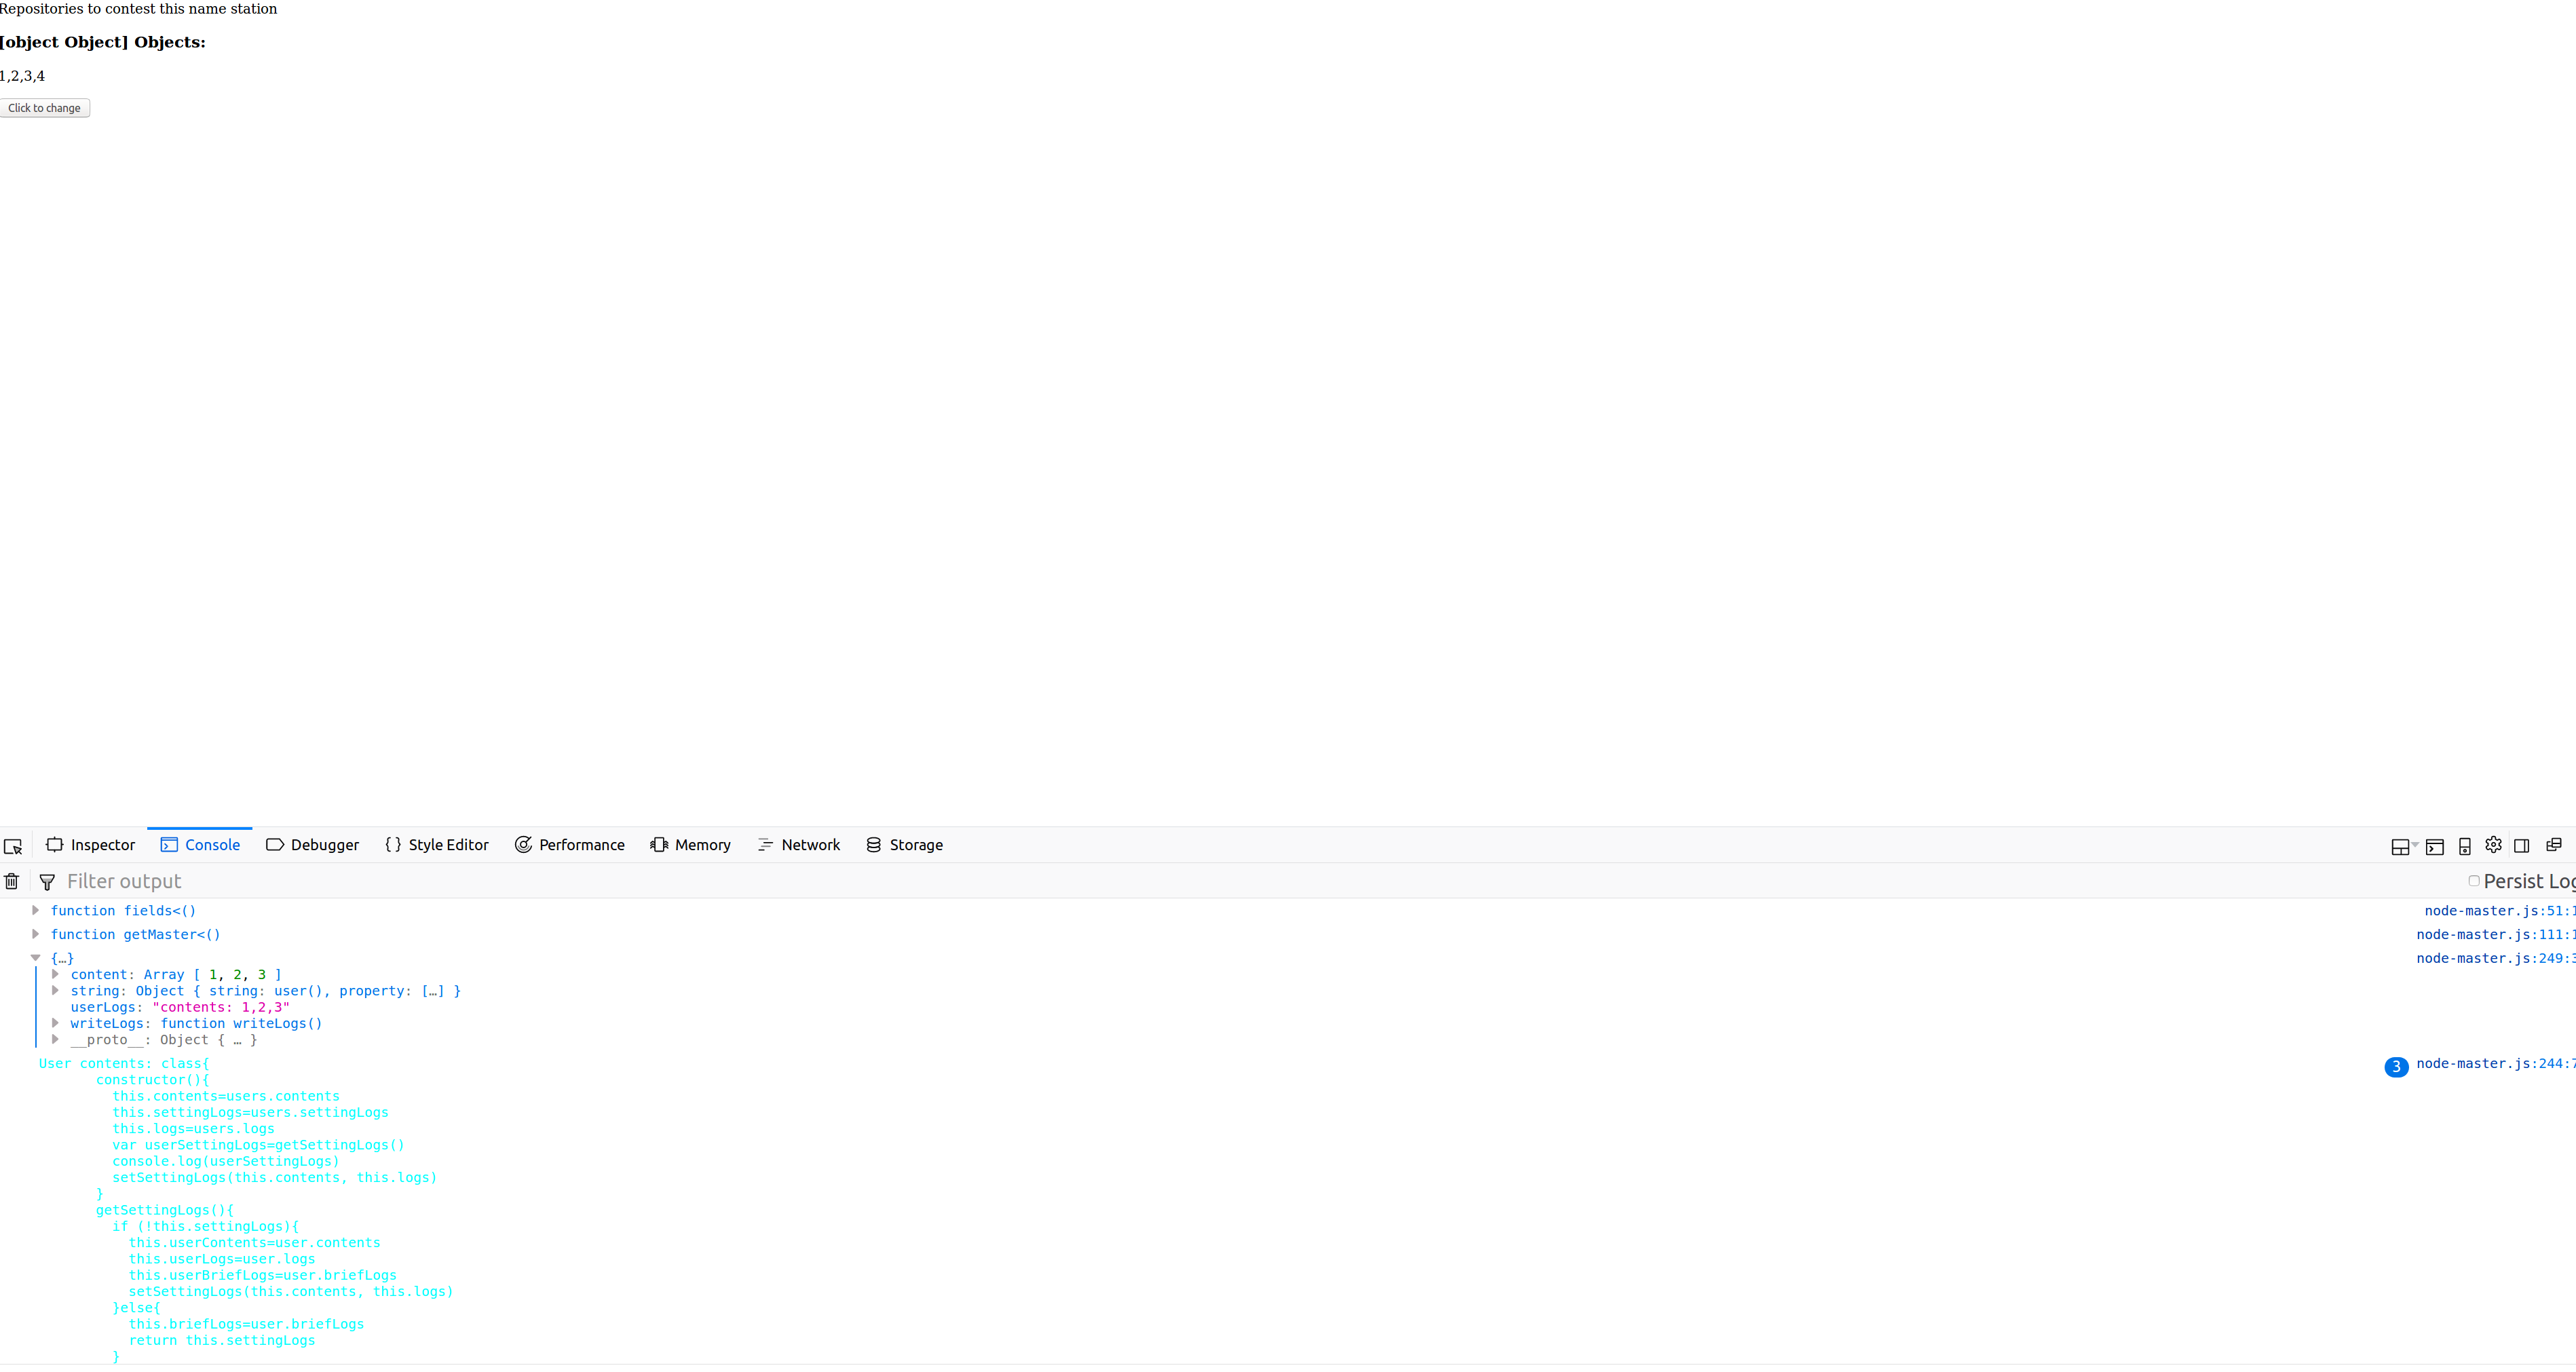 Repositories to contest this name station
[object Object] Objects:
1,2,3,4
Click to change
Inspector Console Debugger {} Style Editor Performance Memory Network Storage
Filter output Persist Log
function fields<() node-master.js:51:1
function getMaster<() node-master.js:111:1
{…} node-master.js:249:3
content: Array [ 1, 2, 3 ]
string: Object { string: user(), property: […] }
userLogs: "contents: 1,2,3"
writeLogs: function writeLogs()
__proto__: Object { … }
User contents: class{ 3 node-master.js:244:7
constructor(){
this.contents=users.contents
this.settingLogs=users.settingLogs
this.logs=users.logs
var userSettingLogs=getSettingLogs()
console.log(userSettingLogs)
setSettingLogs(this.contents, this.logs)
}
getSettingLogs(){
if (!this.settingLogs){
this.userContents=user.contents
this.userLogs=user.logs
this.userBriefLogs=user.briefLogs
setSettingLogs(this.contents, this.logs)
}else{
this.briefLogs=user.briefLogs
return this.settingLogs
}